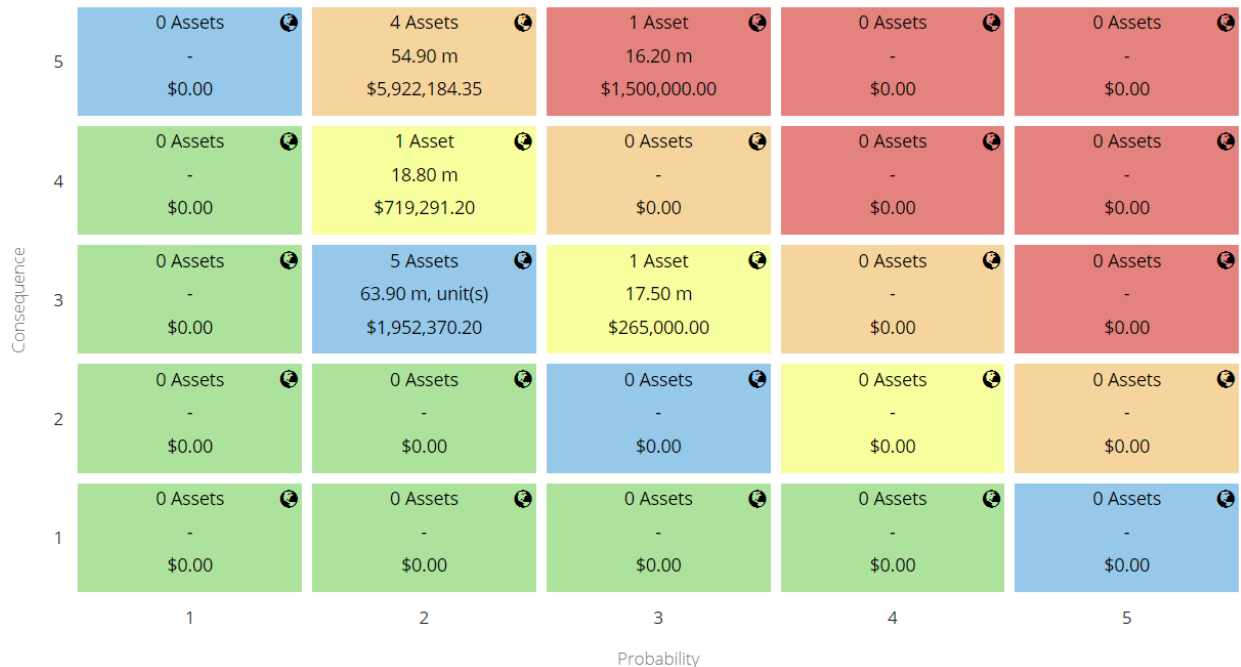 0 Assets 4 Assets 1 Asset 0 Assets 0 Assets
5 - 54.90 m 16.20 m - -
$0.00 $5,922,184.35 $1,500,000.00 $0.00 $0.00
0 Assets 1 Asset 0 Assets 0 Assets 0 Assets
4 - 18.80 m - - -
$0.00 $719,291.20 $0.00 $0.00 $0.00
Consequence
0 Assets 5 Assets 1 Asset 0 Assets 0 Assets
3 - 63.90 m, unit(s) 17.50 m - -
$0.00 $1,952,370.20 $265,000.00 $0.00 $0.00
0 Assets 0 Assets 0 Assets 0 Assets 0 Assets
2 - - - - -
$0.00 $0.00 $0.00 $0.00 $0.00
0 Assets 0 Assets 0 Assets 0 Assets 0 Assets
1 - - - - -
$0.00 $0.00 $0.00 $0.00 $0.00
1 2 3 4 5
Probability